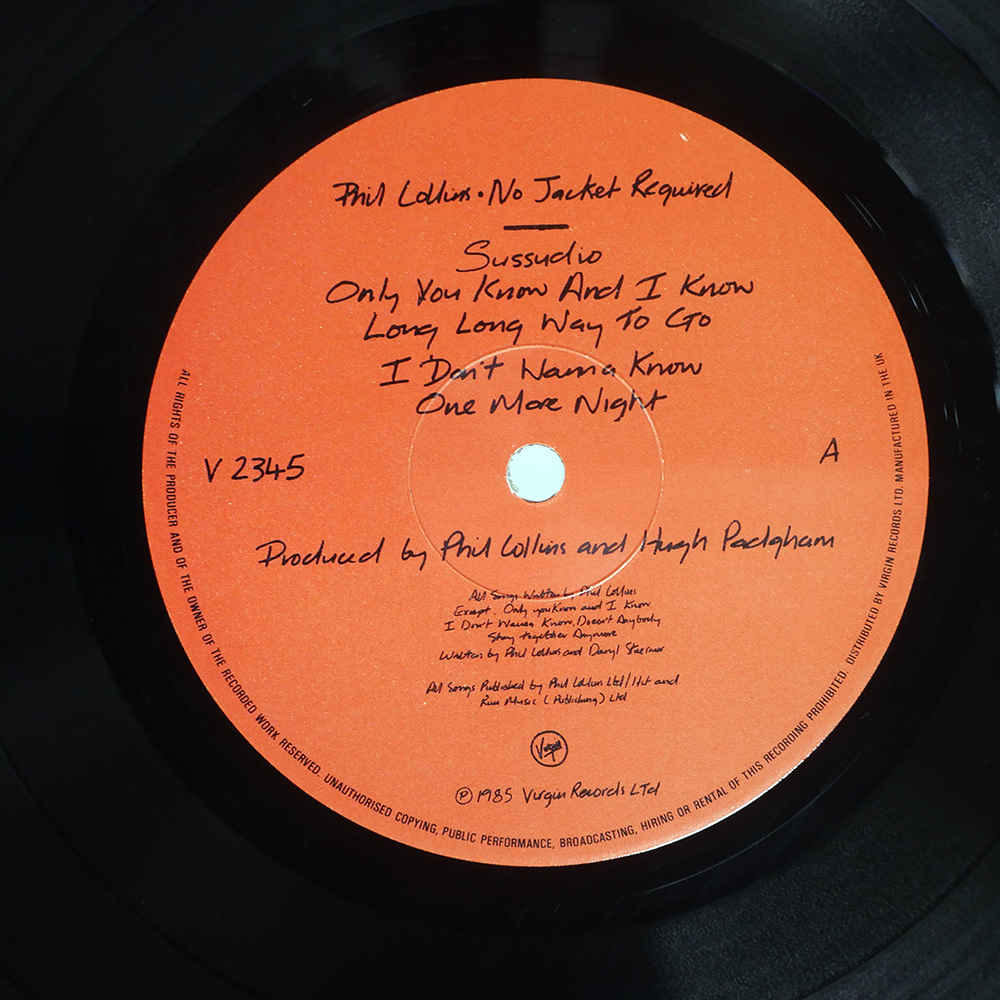 Phil Collins · No Jacket Required
Sussudio
Only You Know And I Know
Long Long Way To Go
I Don't Wanna Know
One More Night
V 2345
A
Produced by Phil Collins and Hugh Padgham
All Songs Written by Phil Collins
Except. Only you Know and I Know
I Don't Wanna Know, Doesn't Anybody
Stay together Anymore
Written by Phil Collins and Daryl Stuermer
All Songs Published by Phil Collins Ltd/Hit and
Run Music (Publishing) Ltd
Virgin
℗ 1985 Virgin Records LTd
ALL RIGHTS OF THE PRODUCER AND OF THE OWNER OF THE RECORDED WORK RESERVED. UNAUTHORISED COPYING, PUBLIC PERFORMANCE, BROADCASTING, HIRING OR RENTAL OF THIS RECORDING PROHIBITED. DISTRIBUTED BY VIRGIN RECORDS LTD. MANUFACTURED IN THE UK